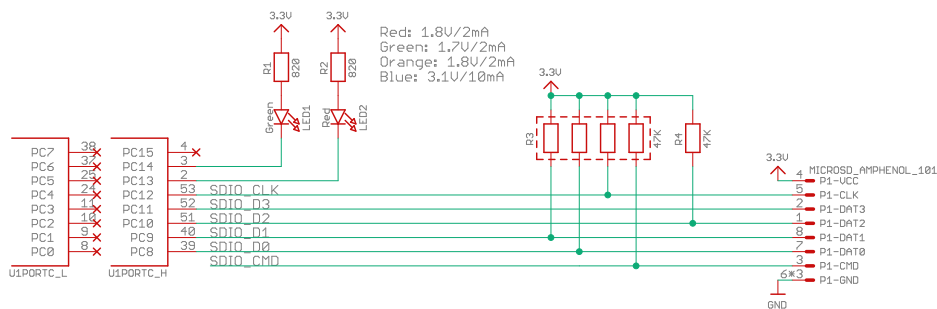 3.3V
3.3V
Red: 1.8V/2mA
Green: 1.7V/2mA
Orange: 1.8V/2mA
Blue: 3.1V/10mA
R1
820
R2
820
Green
LED1
Red
LED2
3.3V
R3
47K
R4
47K
PC7 38
PC6 37
PC5 25
PC4 24
PC3 11
PC2 10
PC1 9
PC0 8
U1PORTC_L
PC15 4
PC14 3
PC13 2
PC12 53 SDIO_CLK
PC11 52 SDIO_D3
PC10 51 SDIO_D2
PC9 40 SDIO_D1
PC8 39 SDIO_D0
SDIO_CMD
U1PORTC_H
3.3V
MICROSD_AMPHENOL_101
4 P1-VCC
5 P1-CLK
2 P1-DAT3
1 P1-DAT2
8 P1-DAT1
7 P1-DAT0
3 P1-CMD
6*3 P1-GND
GND